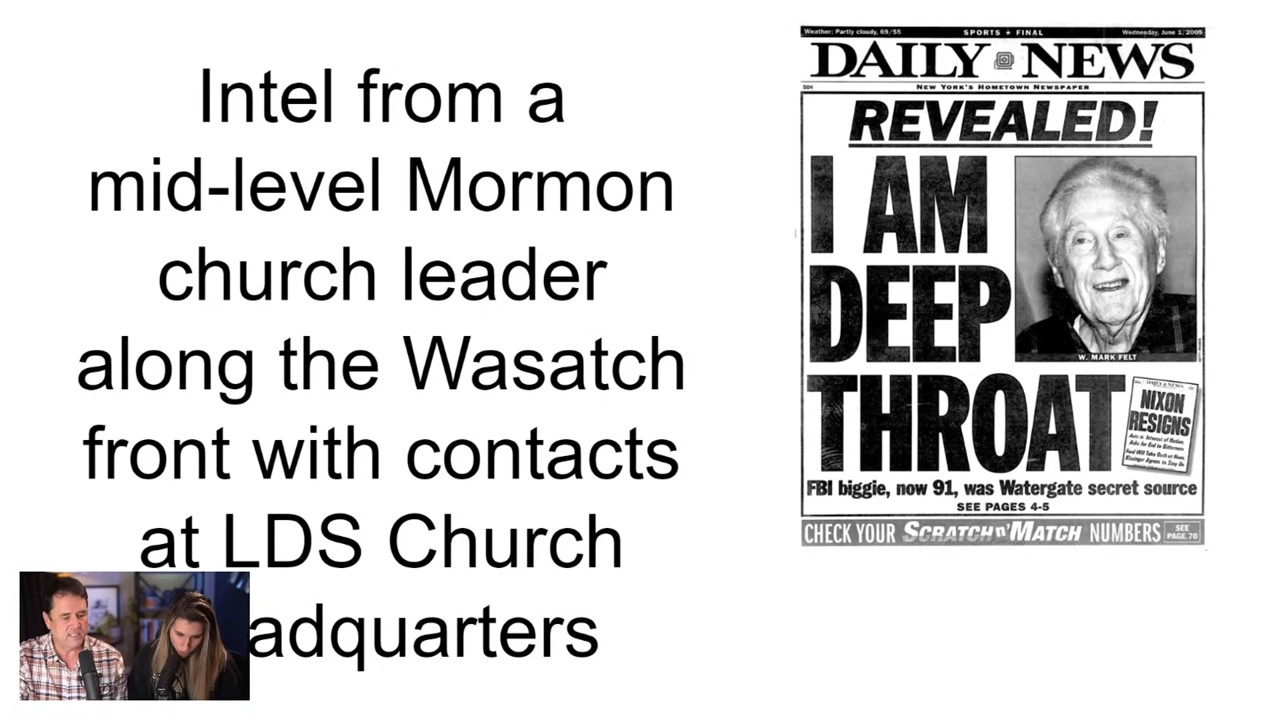 Intel from a
mid-level Mormon
church leader
along the Wasatch
front with contacts
at LDS Church
adquarters
Weather: Partly cloudy, 69/55 SPORTS + FINAL Wednesday, June 1, 2005
DAILY NEWS
50¢ NEW YORK'S HOMETOWN NEWSPAPER
REVEALED!
I AM
DEEP
THROAT
W. MARK FELT
DAILY NEWS
NIXON
RESIGNS
FBI biggie, now 91, was Watergate secret source
SEE PAGES 4-5
CHECK YOUR SCRATCH n' MATCH NUMBERS SEE PAGE 70